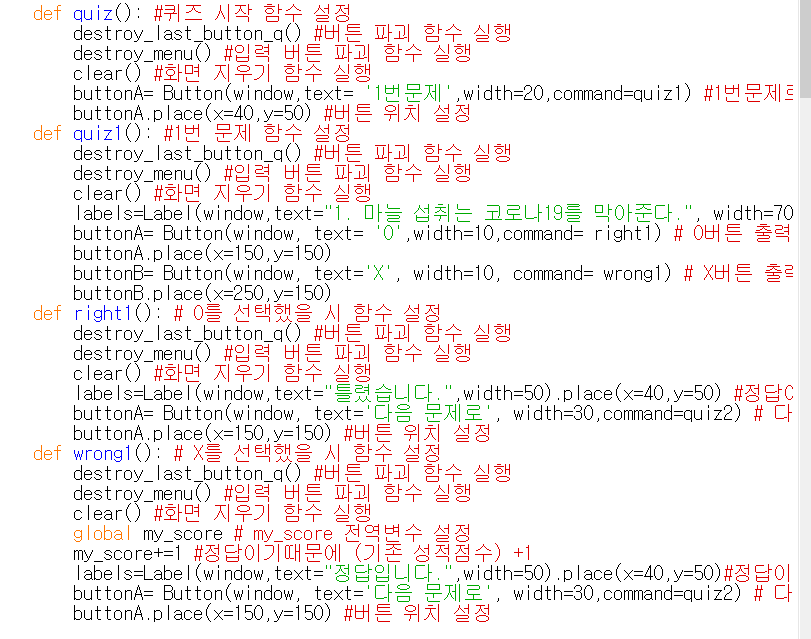 def quiz(): #퀴즈 시작 함수 설정
destroy_last_button_q() #버튼 파괴 함수 실행
destroy_menu() #입력 버튼 파괴 함수 실행
clear() #화면 지우기 함수 실행
buttonA= Button(window,text= '1번문제',width=20,command=quiz1) #1번문제로
buttonA.place(x=40,y=50) #버튼 위치 설정
def quiz1(): #1번 문제 함수 설정
destroy_last_button_q() #버튼 파괴 함수 실행
destroy_menu() #입력 버튼 파괴 함수 실행
clear() #화면 지우기 함수 실행
labels=Label(window,text="1. 마늘 섭취는 코로나19를 막아준다.", width=70
buttonA= Button(window, text= 'O',width=10,command= right1) # O버튼 출력
buttonA.place(x=150,y=150)
buttonB= Button(window, text='X', width=10, command= wrong1) # X버튼 출력
buttonB.place(x=250,y=150)
def right1(): # O를 선택했을 시 함수 설정
destroy_last_button_q() #버튼 파괴 함수 실행
destroy_menu() #입력 버튼 파괴 함수 실행
clear() #화면 지우기 함수 실행
labels=Label(window,text="틀렸습니다.",width=50).place(x=40,y=50) #정답이
buttonA= Button(window, text='다음 문제로', width=30,command=quiz2) # 다
buttonA.place(x=150,y=150) #버튼 위치 설정
def wrong1(): # X를 선택했을 시 함수 설정
destroy_last_button_q() #버튼 파괴 함수 실행
destroy_menu() #입력 버튼 파괴 함수 실행
clear() #화면 지우기 함수 실행
global my_score # my_score 전역변수 설정
my_score+=1 #정답이기때문에 (기존 성적점수) +1
labels=Label(window,text="정답입니다.",width=50).place(x=40,y=50)#정답이
buttonA= Button(window, text='다음 문제로', width=30,command=quiz2) # 다
buttonA.place(x=150,y=150) #버튼 위치 설정